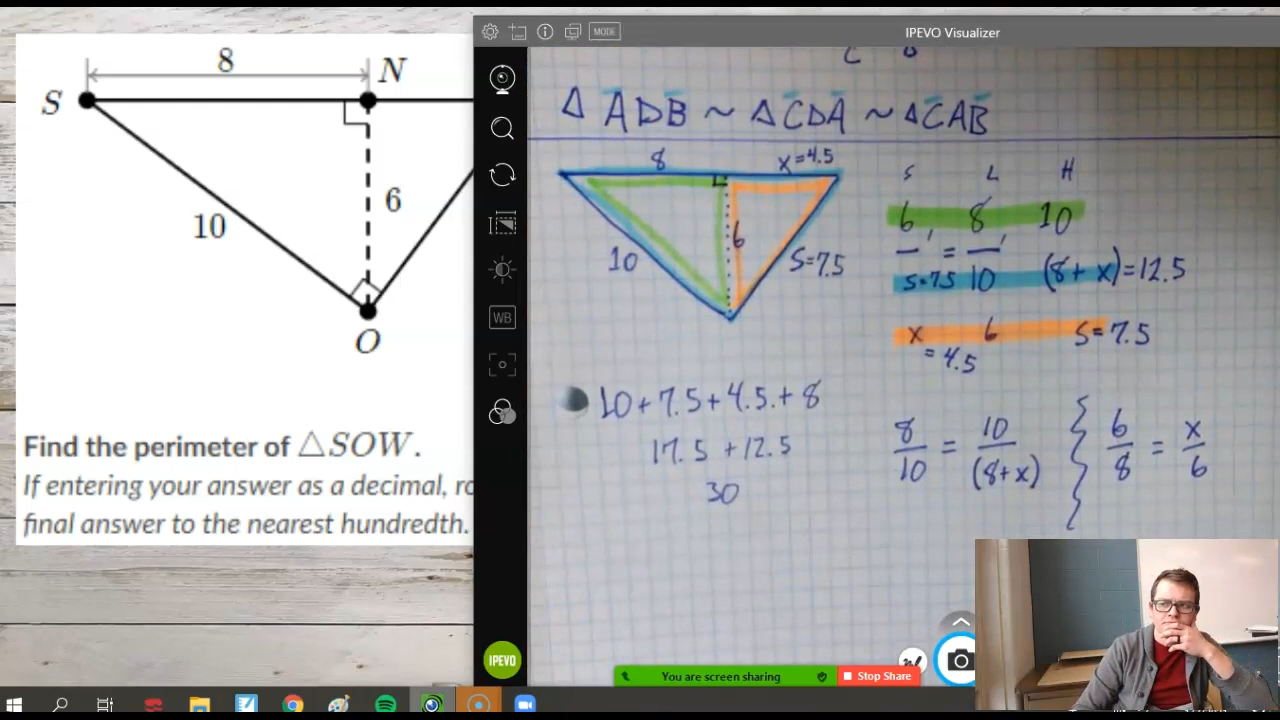 8
N
S
6
10
O
Find the perimeter of △SOW.
If entering your answer as a decimal, ro
final answer to the nearest hundredth.
IPEVO Visualizer
MODE
WB
IPEVO
△ ADB ~ △CDA ~ △CAB
8 x=4.5
6
10 S=7.5
S L H
6, 8, 10
— = —
S=7.5 10 (8+x)=12.5
x 6 S=7.5
=4.5
10+7.5+4.5.+8
17.5+12.5
30
8/10 = 10/(8+x) { 6/8 = x/6
You are screen sharing
Stop Share